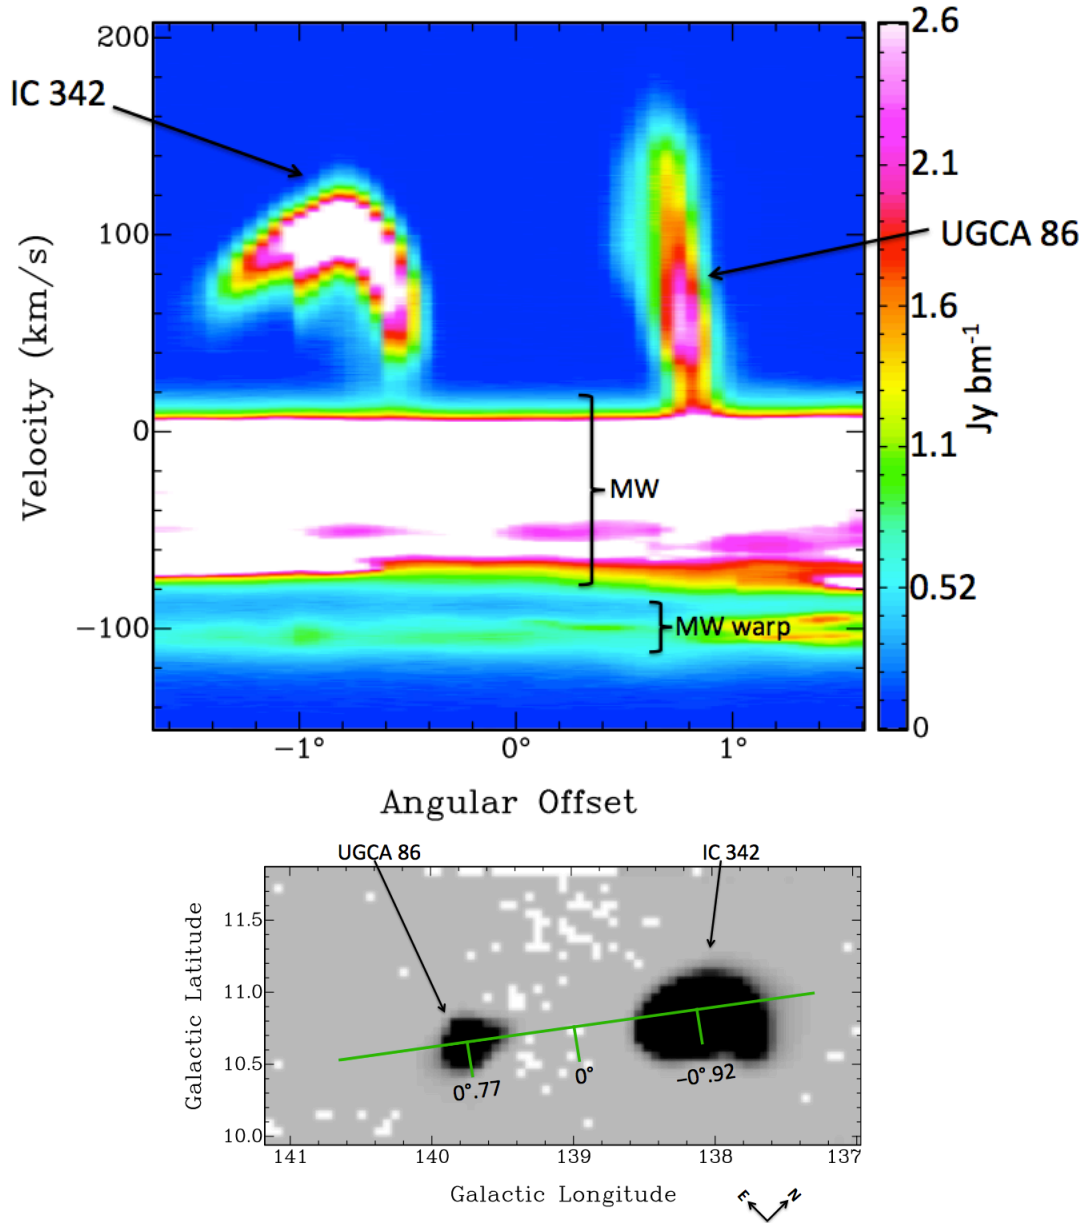 200
100
0
−100
Velocity (km/s)
IC 342
UGCA 86
MW
MW warp
−1°
0°
1°
Angular Offset
2.6
2.1
1.6
1.1
0.52
0
Jy bm-1
UGCA 86
IC 342
11.5
11.0
10.5
10.0
Galactic Latitude
0°.77
0°
−0°.92
141
140
139
138
137
Galactic Longitude
E
N